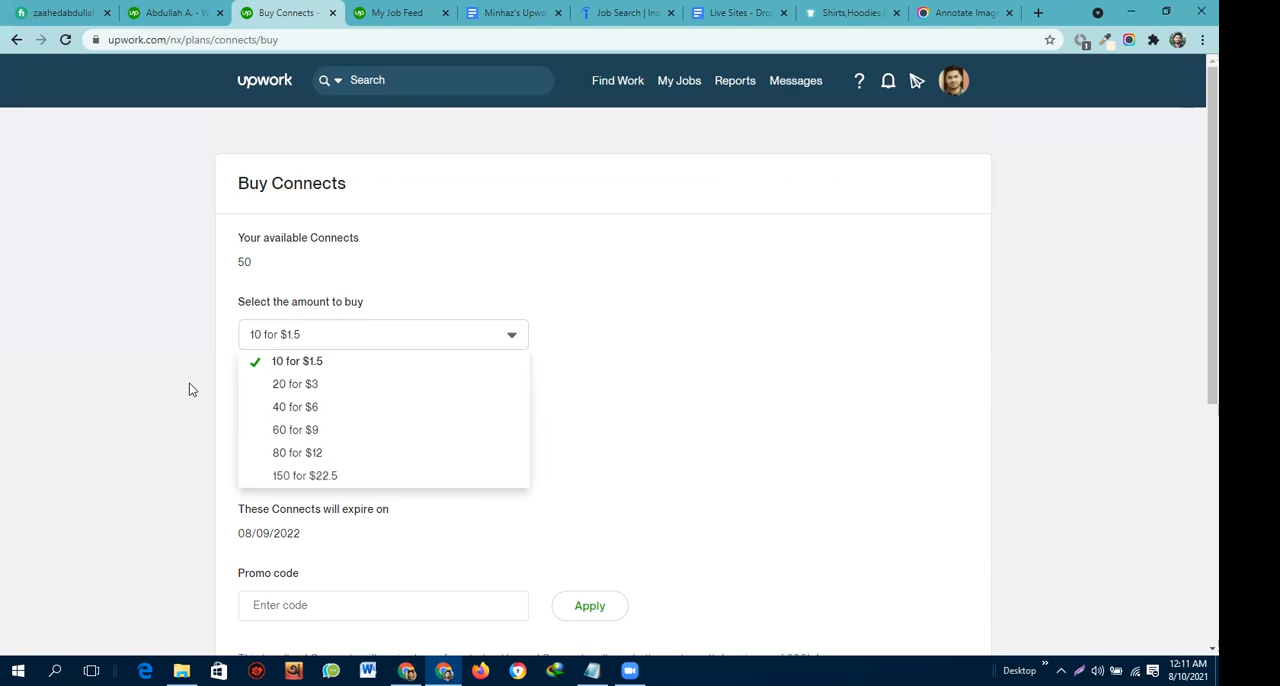 zaahedabdullah
Abdullah A. - W
Buy Connects -
My Job Feed
Minhaz's Upwo
Job Search | Ind
Live Sites - Dro
Shirts,Hoodies,
Annotate Image
upwork.com/nx/plans/connects/buy
1
upwork
Search
Find Work
My Jobs
Reports
Messages
Buy Connects
Your available Connects
50
Select the amount to buy
10 for $1.5
10 for $1.5
20 for $3
40 for $6
60 for $9
80 for $12
150 for $22.5
These Connects will expire on
08/09/2022
Promo code
Enter code
Apply
Desktop
12:11 AM
8/10/2021